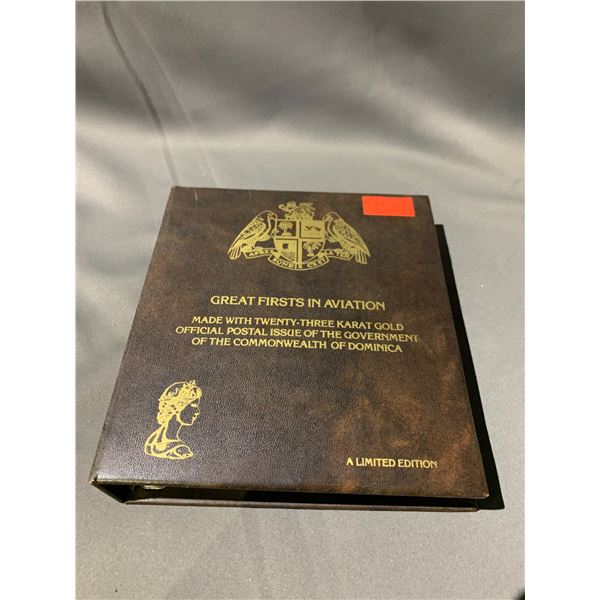 APRES
BONDIE CEST
LA TER
GREAT FIRSTS IN AVIATION
MADE WITH TWENTY-THREE KARAT GOLD
OFFICIAL POSTAL ISSUE OF THE GOVERNMENT
OF THE COMMONWEALTH OF DOMINICA
A LIMITED EDITION